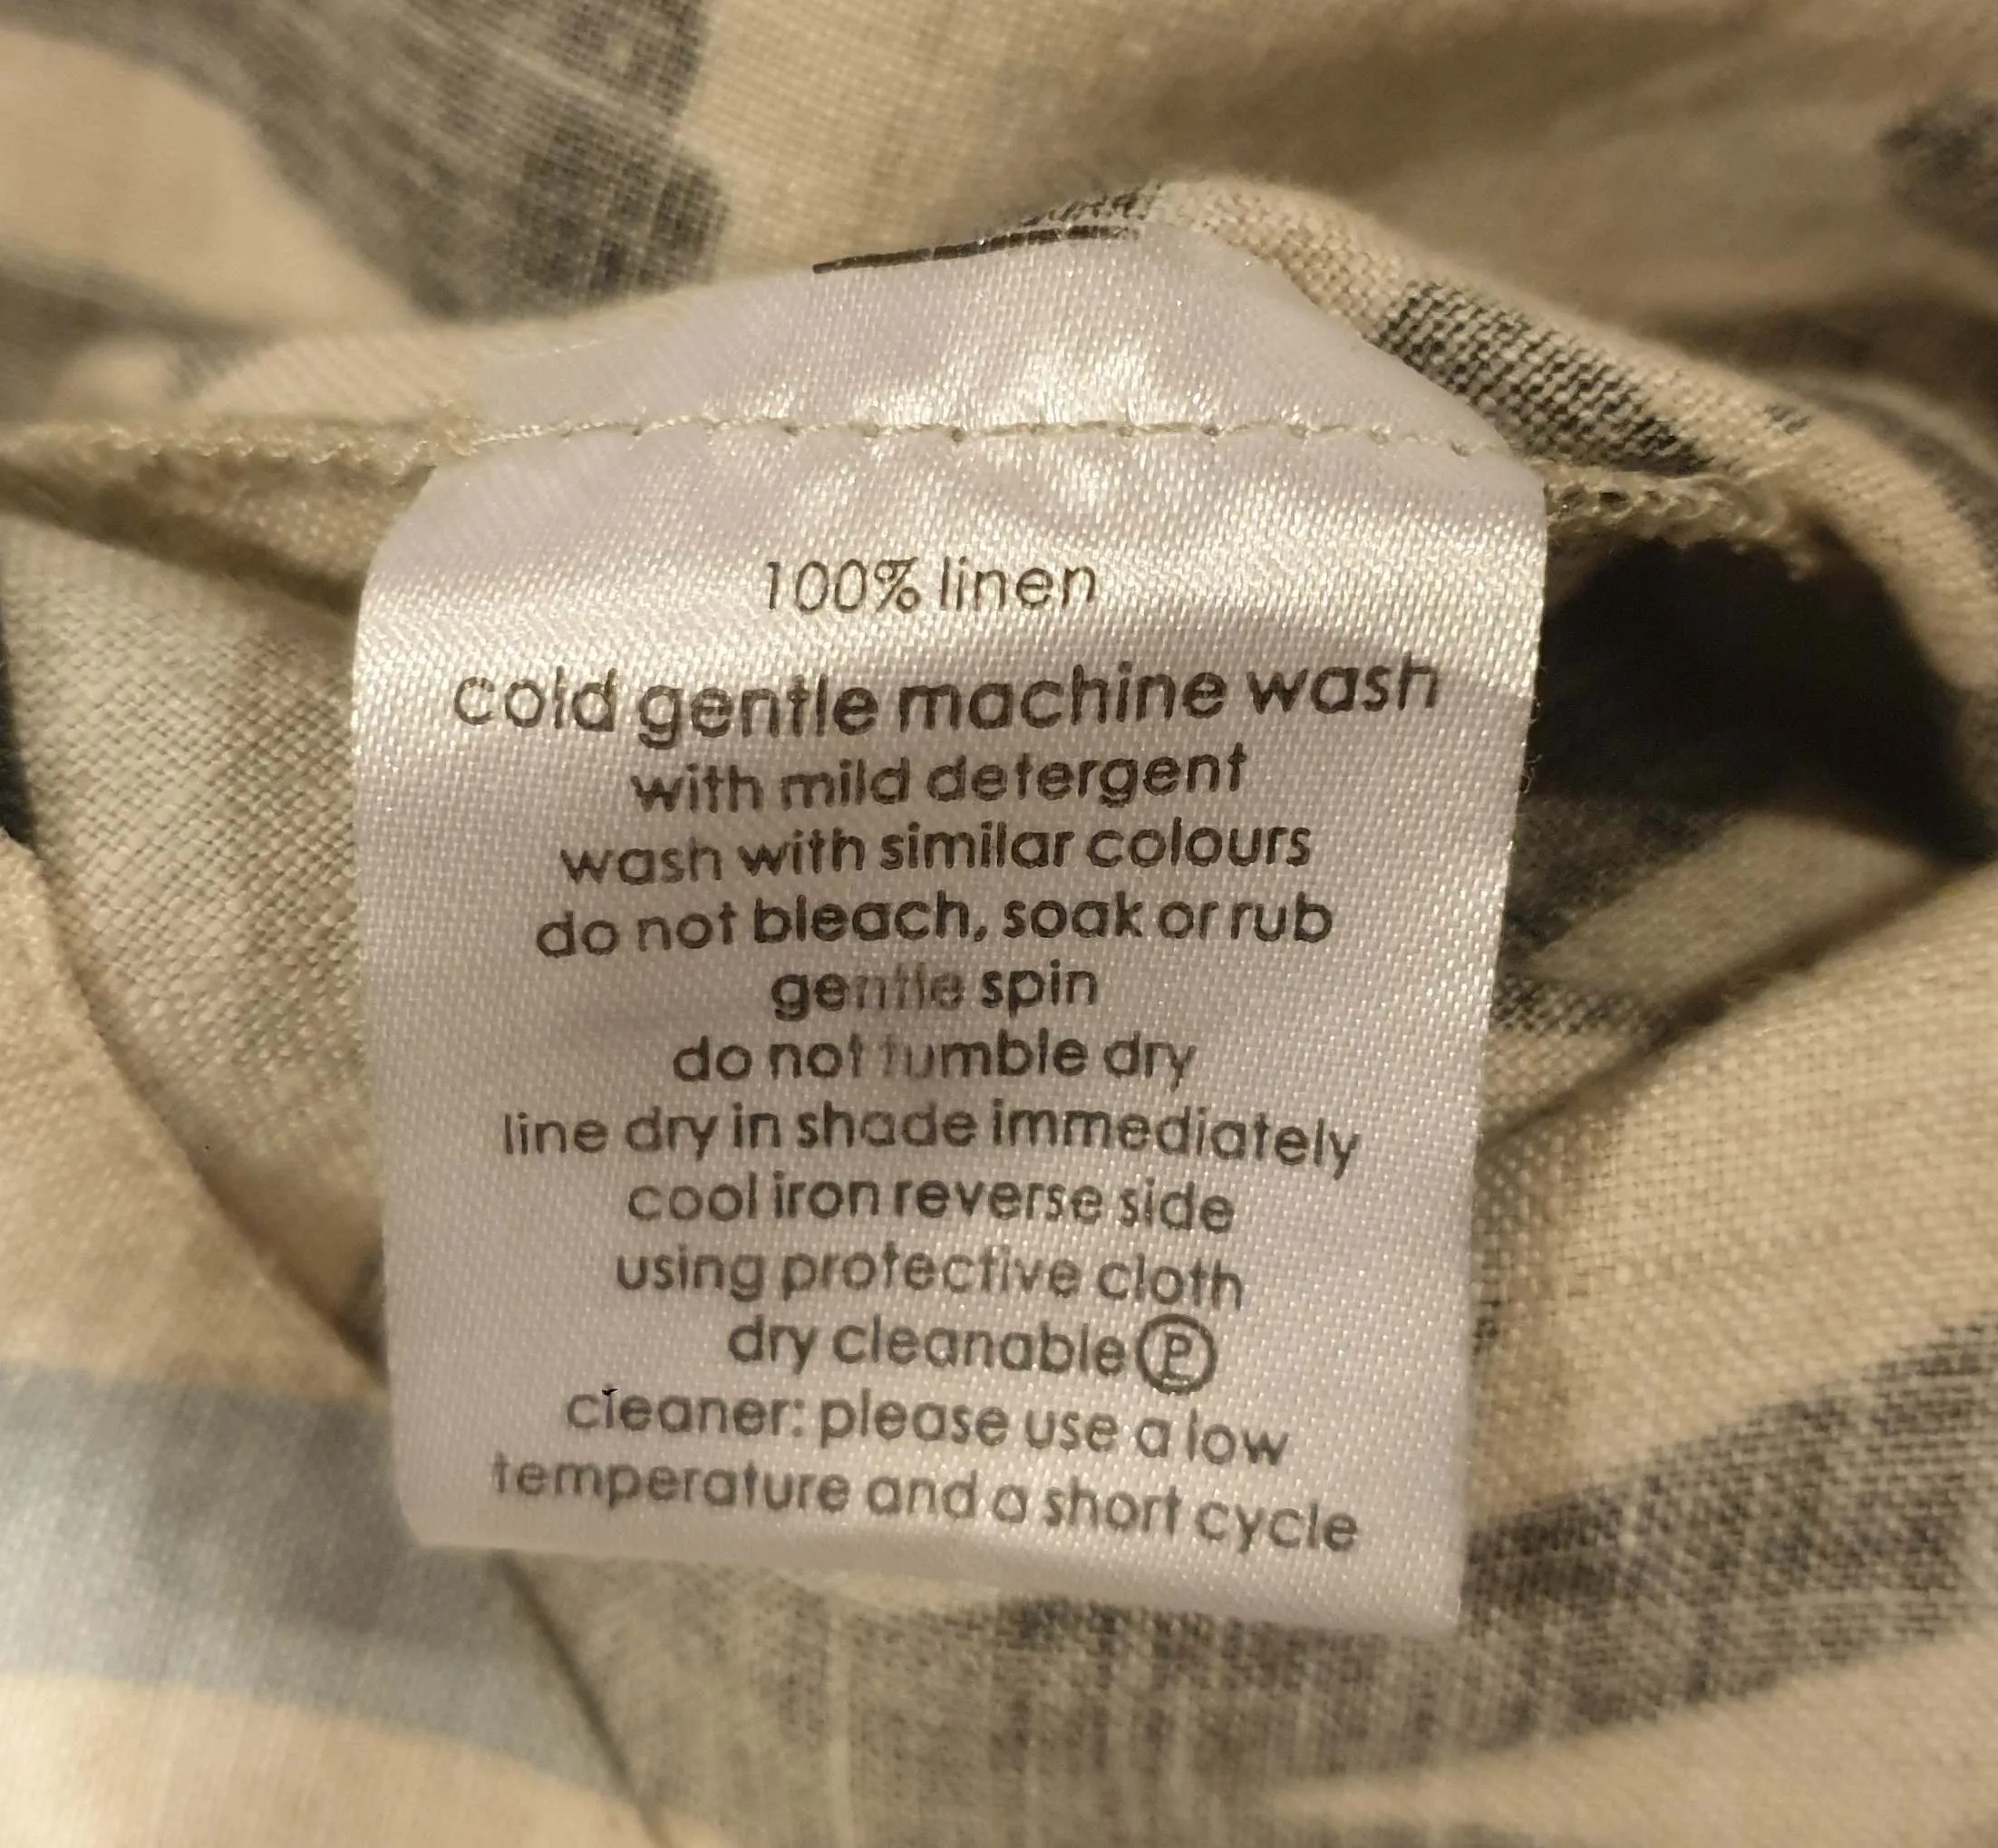 100% linen
cold gentle machine wash
with mild detergent
wash with similar colours
do not bleach, soak or rub
gentle spin
do not tumble dry
line dry in shade immediately
cool iron reverse side
using protective cloth
dry cleanable Ⓟ
cleaner: please use a low
temperature and a short cycle